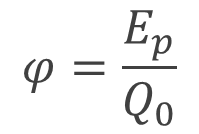 φ = E_p / Q_0